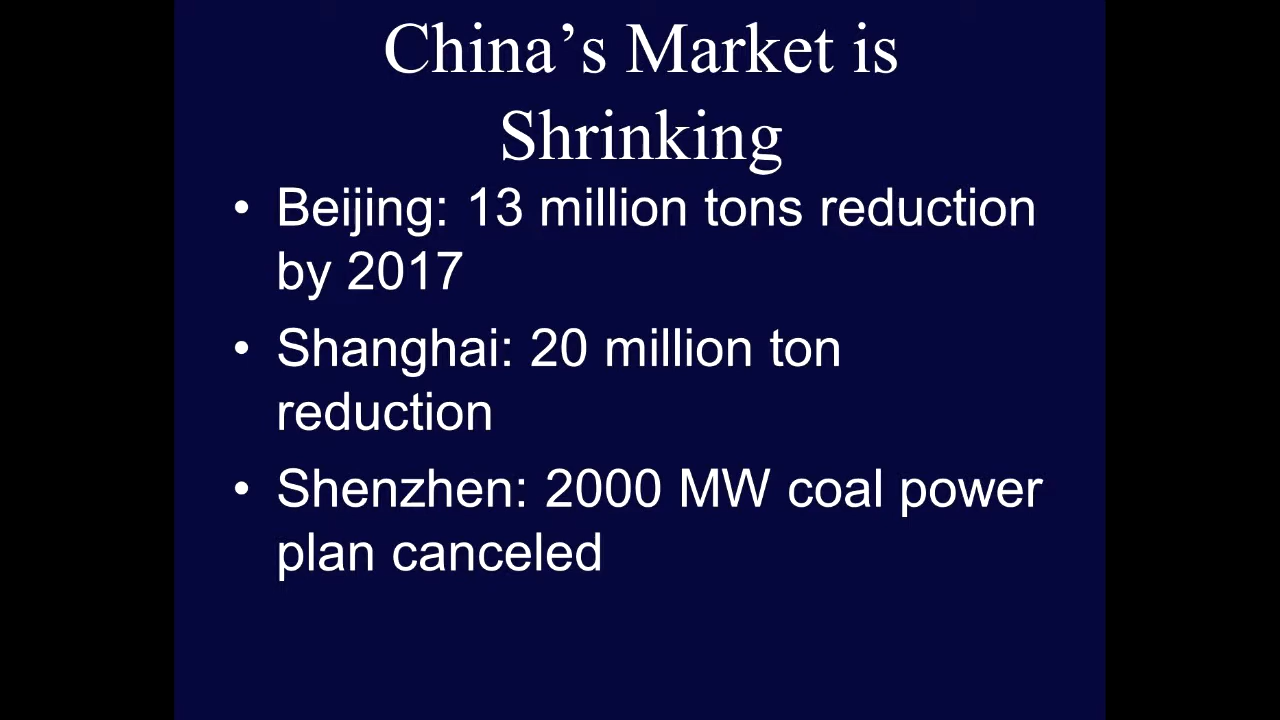 China’s Market is
Shrinking
• Beijing: 13 million tons reduction
by 2017
• Shanghai: 20 million ton
reduction
• Shenzhen: 2000 MW coal power
plan canceled